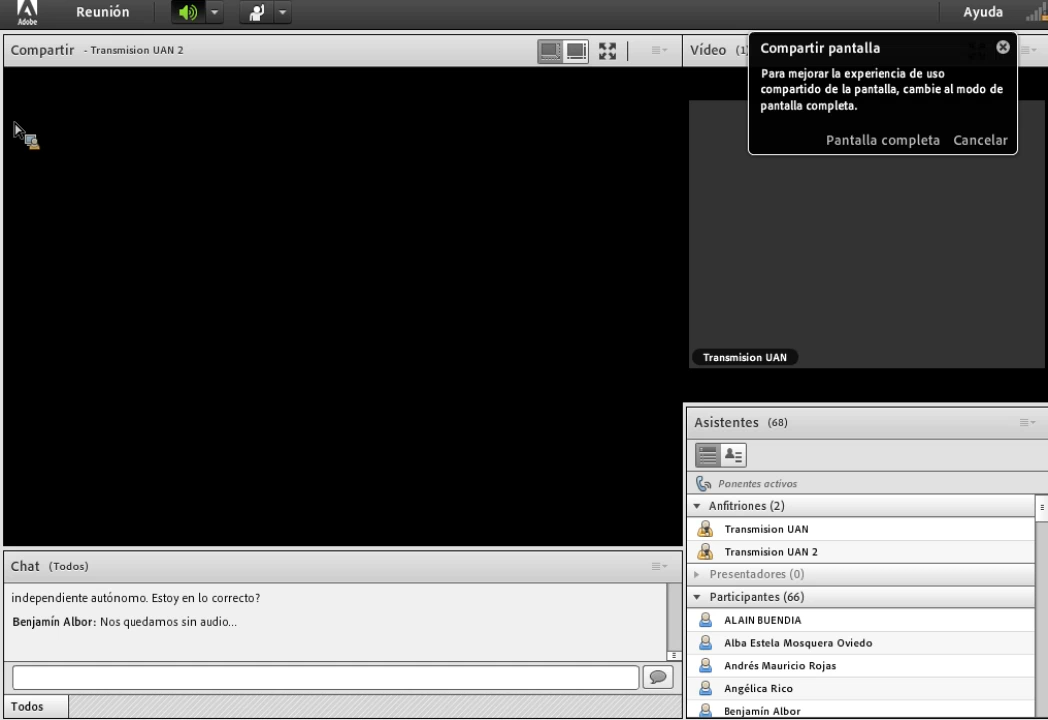 Adobe
Reunión
Ayuda
Compartir - Transmision UAN 2
Vídeo (1
Compartir pantalla
Para mejorar la experiencia de uso
compartido de la pantalla, cambie al modo de
pantalla completa.
Pantalla completa Cancelar
Transmision UAN
Asistentes (68)
Ponentes activos
Anfitriones (2)
Transmision UAN
Transmision UAN 2
Presentadores (0)
Participantes (66)
ALAIN BUENDIA
Alba Estela Mosquera Oviedo
Andrés Mauricio Rojas
Angélica Rico
Benjamín Albor
Chat (Todos)
independiente autónomo. Estoy en lo correcto?
Benjamín Albor: Nos quedamos sin audio...
Todos